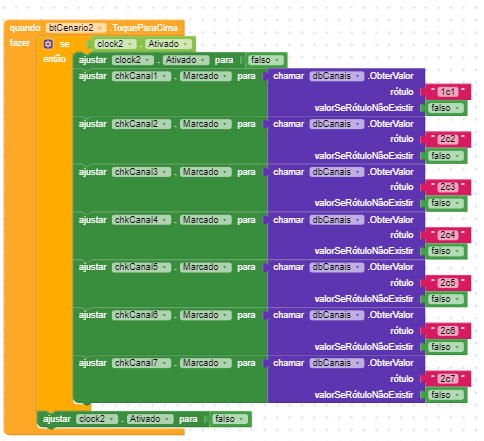 quando btCenario2 .ToqueParaCima
fazer se clock2 . Ativado
então ajustar clock2 . Ativado para falso
ajustar chkCanal1 . Marcado para chamar dbCanais .ObterValor
rótulo " 1c1 "
valorSeRótuloNãoExistir falso
ajustar chkCanal2 . Marcado para chamar dbCanais .ObterValor
rótulo " 2c2 "
valorSeRótuloNãoExistir falso
ajustar chkCanal3 . Marcado para chamar dbCanais .ObterValor
rótulo " 2c3 "
valorSeRótuloNãoExistir falso
ajustar chkCanal4 . Marcado para chamar dbCanais .ObterValor
rótulo " 2c4 "
valorSeRótuloNãoExistir falso
ajustar chkCanal5 . Marcado para chamar dbCanais .ObterValor
rótulo " 2c5 "
valorSeRótuloNãoExistir falso
ajustar chkCanal6 . Marcado para chamar dbCanais .ObterValor
rótulo " 2c6 "
valorSeRótuloNãoExistir falso
ajustar chkCanal7 . Marcado para chamar dbCanais .ObterValor
rótulo " 2c7 "
valorSeRótuloNãoExistir falso
ajustar clock2 . Ativado para falso